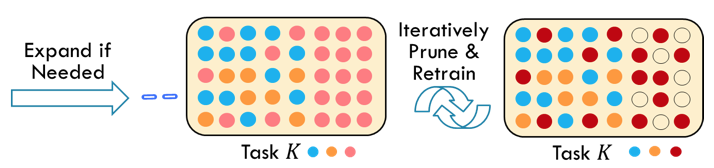 Expand if
Needed
Iteratively
Prune &
Retrain
Task K
Task K